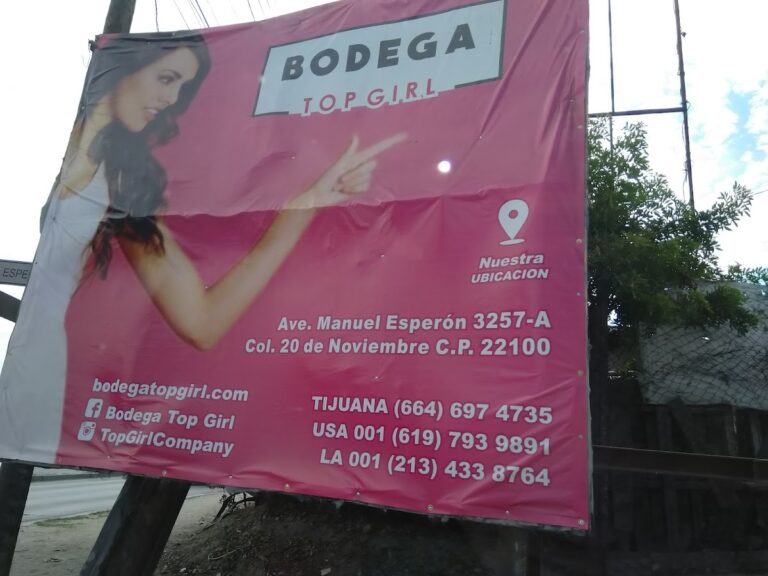 BODEGA
TOP GIRL
ESPE
Nuestra
UBICACION
Ave. Manuel Esperón 3257-A
Col. 20 de Noviembre C.P. 22100
bodegatopgirl.com
Bodega Top Girl
TopGirlCompany
TIJUANA (664) 697 4735
USA 001 (619) 793 9891
LA 001 (213) 433 8764